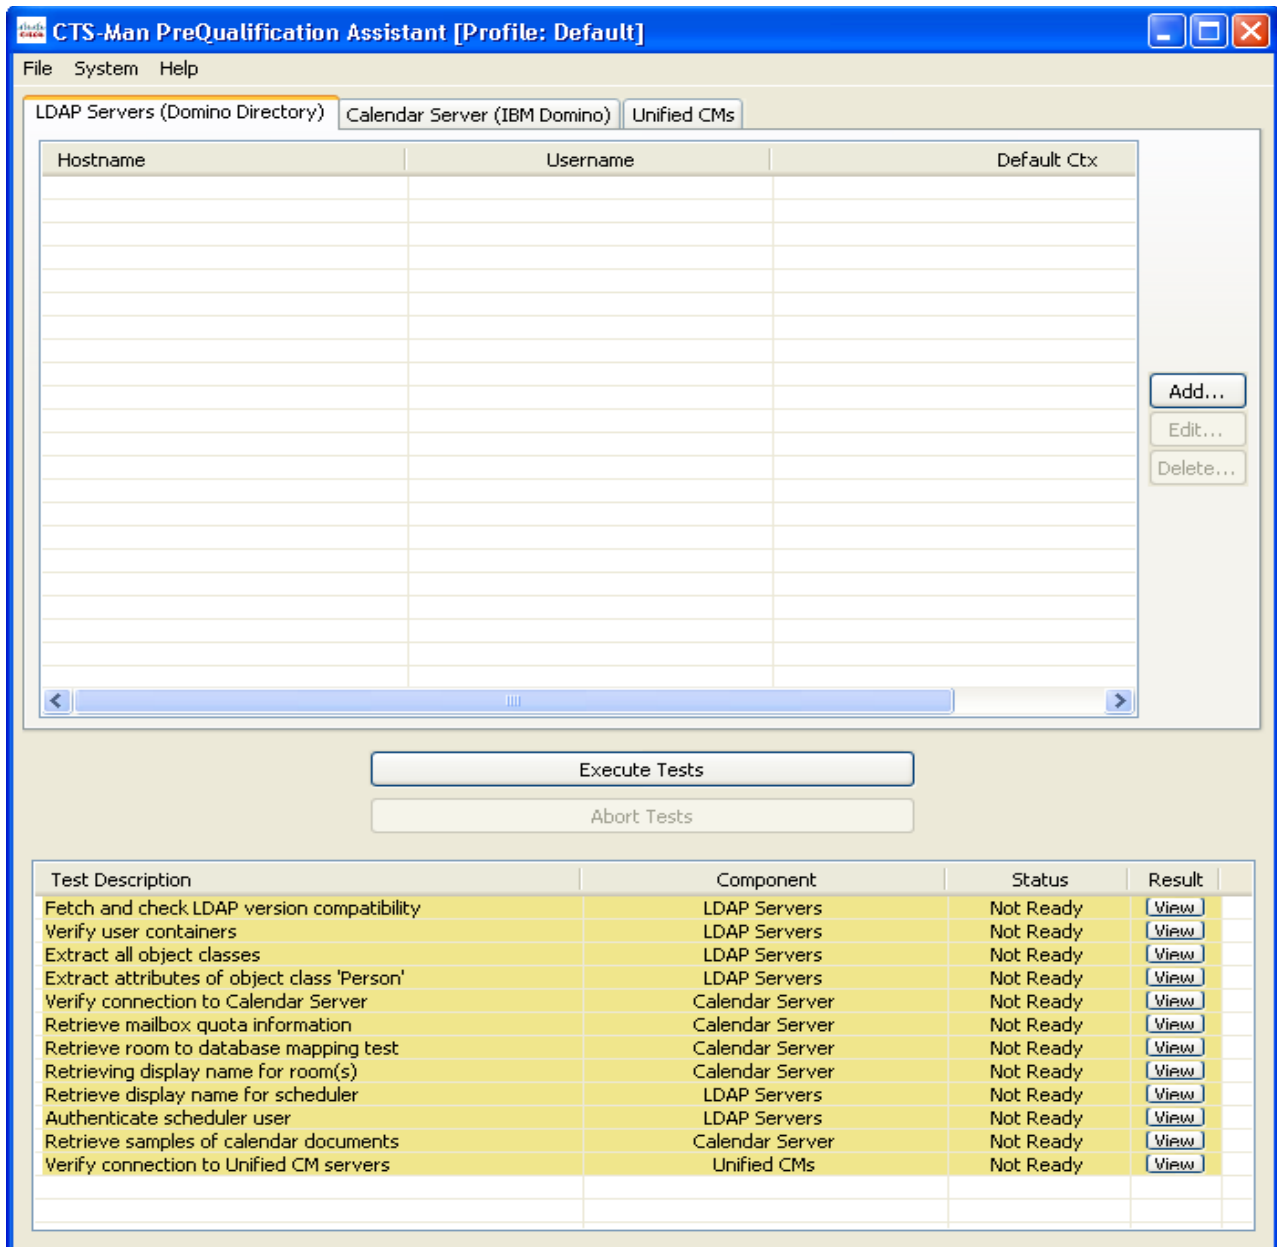 CISCO CTS-Man PreQualification Assistant [Profile: Default]
File System Help
LDAP Servers (Domino Directory) Calendar Server (IBM Domino) Unified CMs
Hostname Username Default Ctx
Add...
Edit...
Delete...
Execute Tests
Abort Tests
Test Description Component Status Result
Fetch and check LDAP version compatibility LDAP Servers Not Ready View
Verify user containers LDAP Servers Not Ready View
Extract all object classes LDAP Servers Not Ready View
Extract attributes of object class 'Person' LDAP Servers Not Ready View
Verify connection to Calendar Server Calendar Server Not Ready View
Retrieve mailbox quota information Calendar Server Not Ready View
Retrieve room to database mapping test Calendar Server Not Ready View
Retrieving display name for room(s) Calendar Server Not Ready View
Retrieve display name for scheduler LDAP Servers Not Ready View
Authenticate scheduler user LDAP Servers Not Ready View
Retrieve samples of calendar documents Calendar Server Not Ready View
Verify connection to Unified CM servers Unified CMs Not Ready View